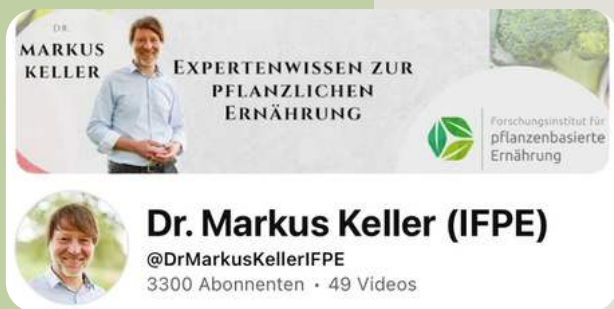 DR.
MARKUS
KELLER
EXPERTENWISSEN ZUR
PFLANZLICHEN
ERNÄHRUNG
Forschungsinstitut für
pflanzenbasierte
Ernährung
Dr. Markus Keller (IFPE)
@DrMarkusKellerIFPE
3300 Abonnenten • 49 Videos